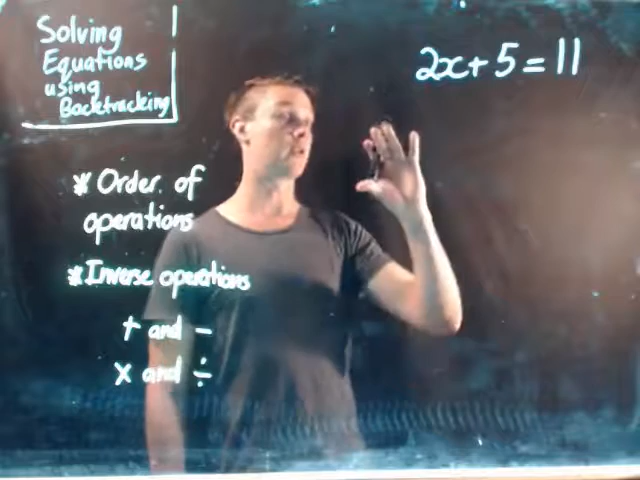 Solving
Equations
using
Backtracking
2x + 5 = 11
* Order of
operations
* Inverse operations
+ and -
x and ÷